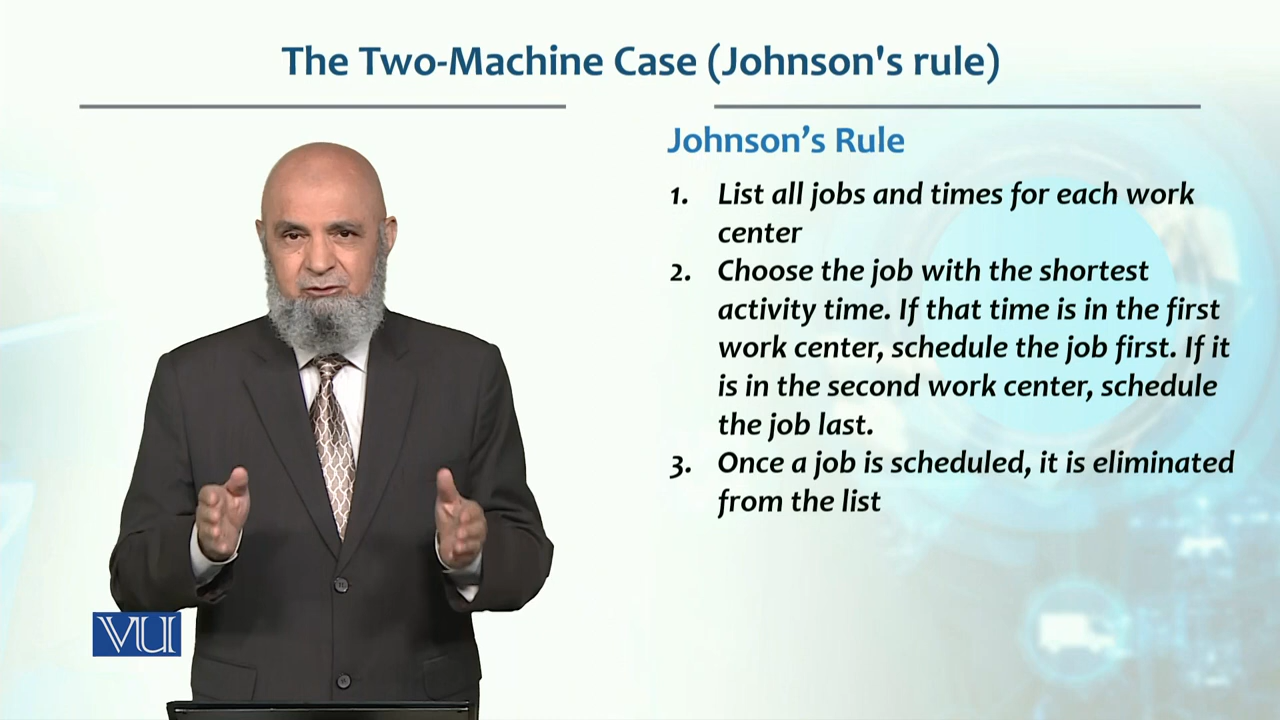 The Two-Machine Case (Johnson's rule)
Johnson’s Rule
1. List all jobs and times for each work
center
2. Choose the job with the shortest
activity time. If that time is in the first
work center, schedule the job first. If it
is in the second work center, schedule
the job last.
3. Once a job is scheduled, it is eliminated
from the list
VU